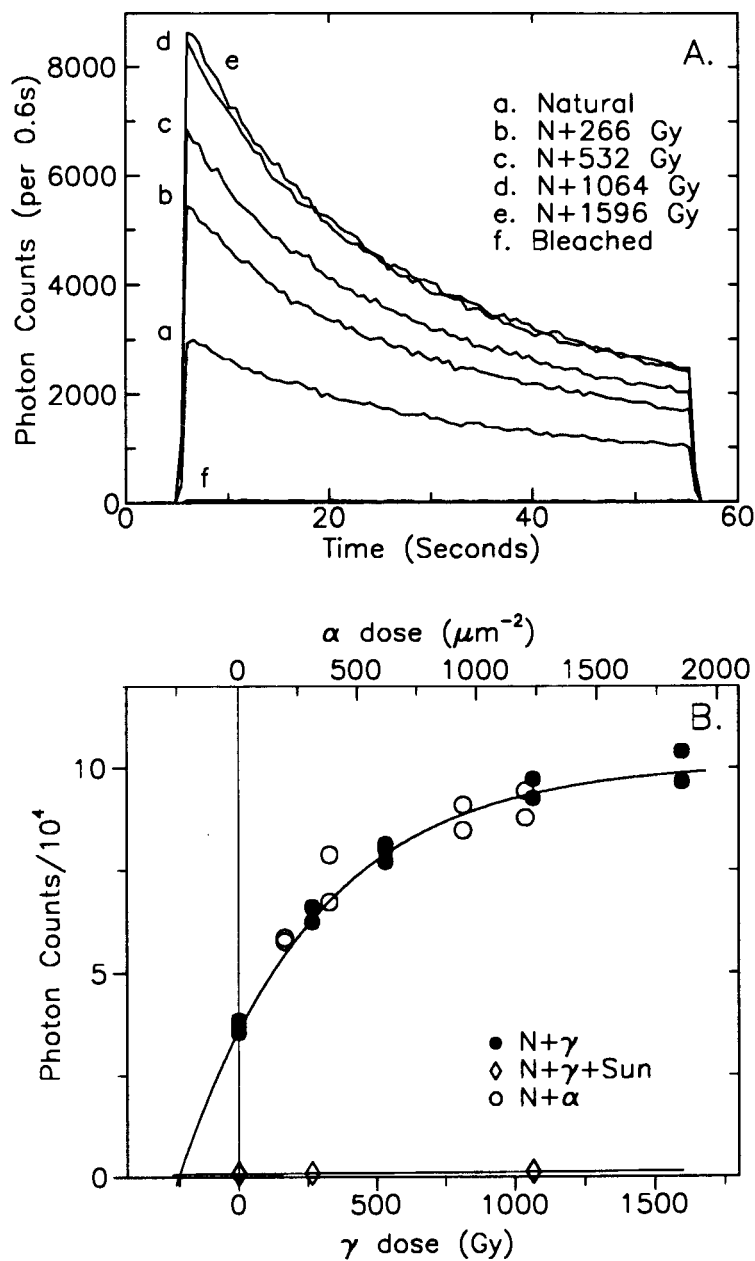 A.
8000
6000
4000
2000
0
Photon Counts (per 0.6s)
d
e
c
b
a
f
a. Natural
b. N+266 Gy
c. N+532 Gy
d. N+1064 Gy
e. N+1596 Gy
f. Bleached
0 20 40 60
Time (Seconds)
α dose (μm⁻²)
0 500 1000 1500 2000
B.
10
5
0
Photon Counts/10⁴
N+γ
N+γ+Sun
N+α
0 500 1000 1500
γ dose (Gy)